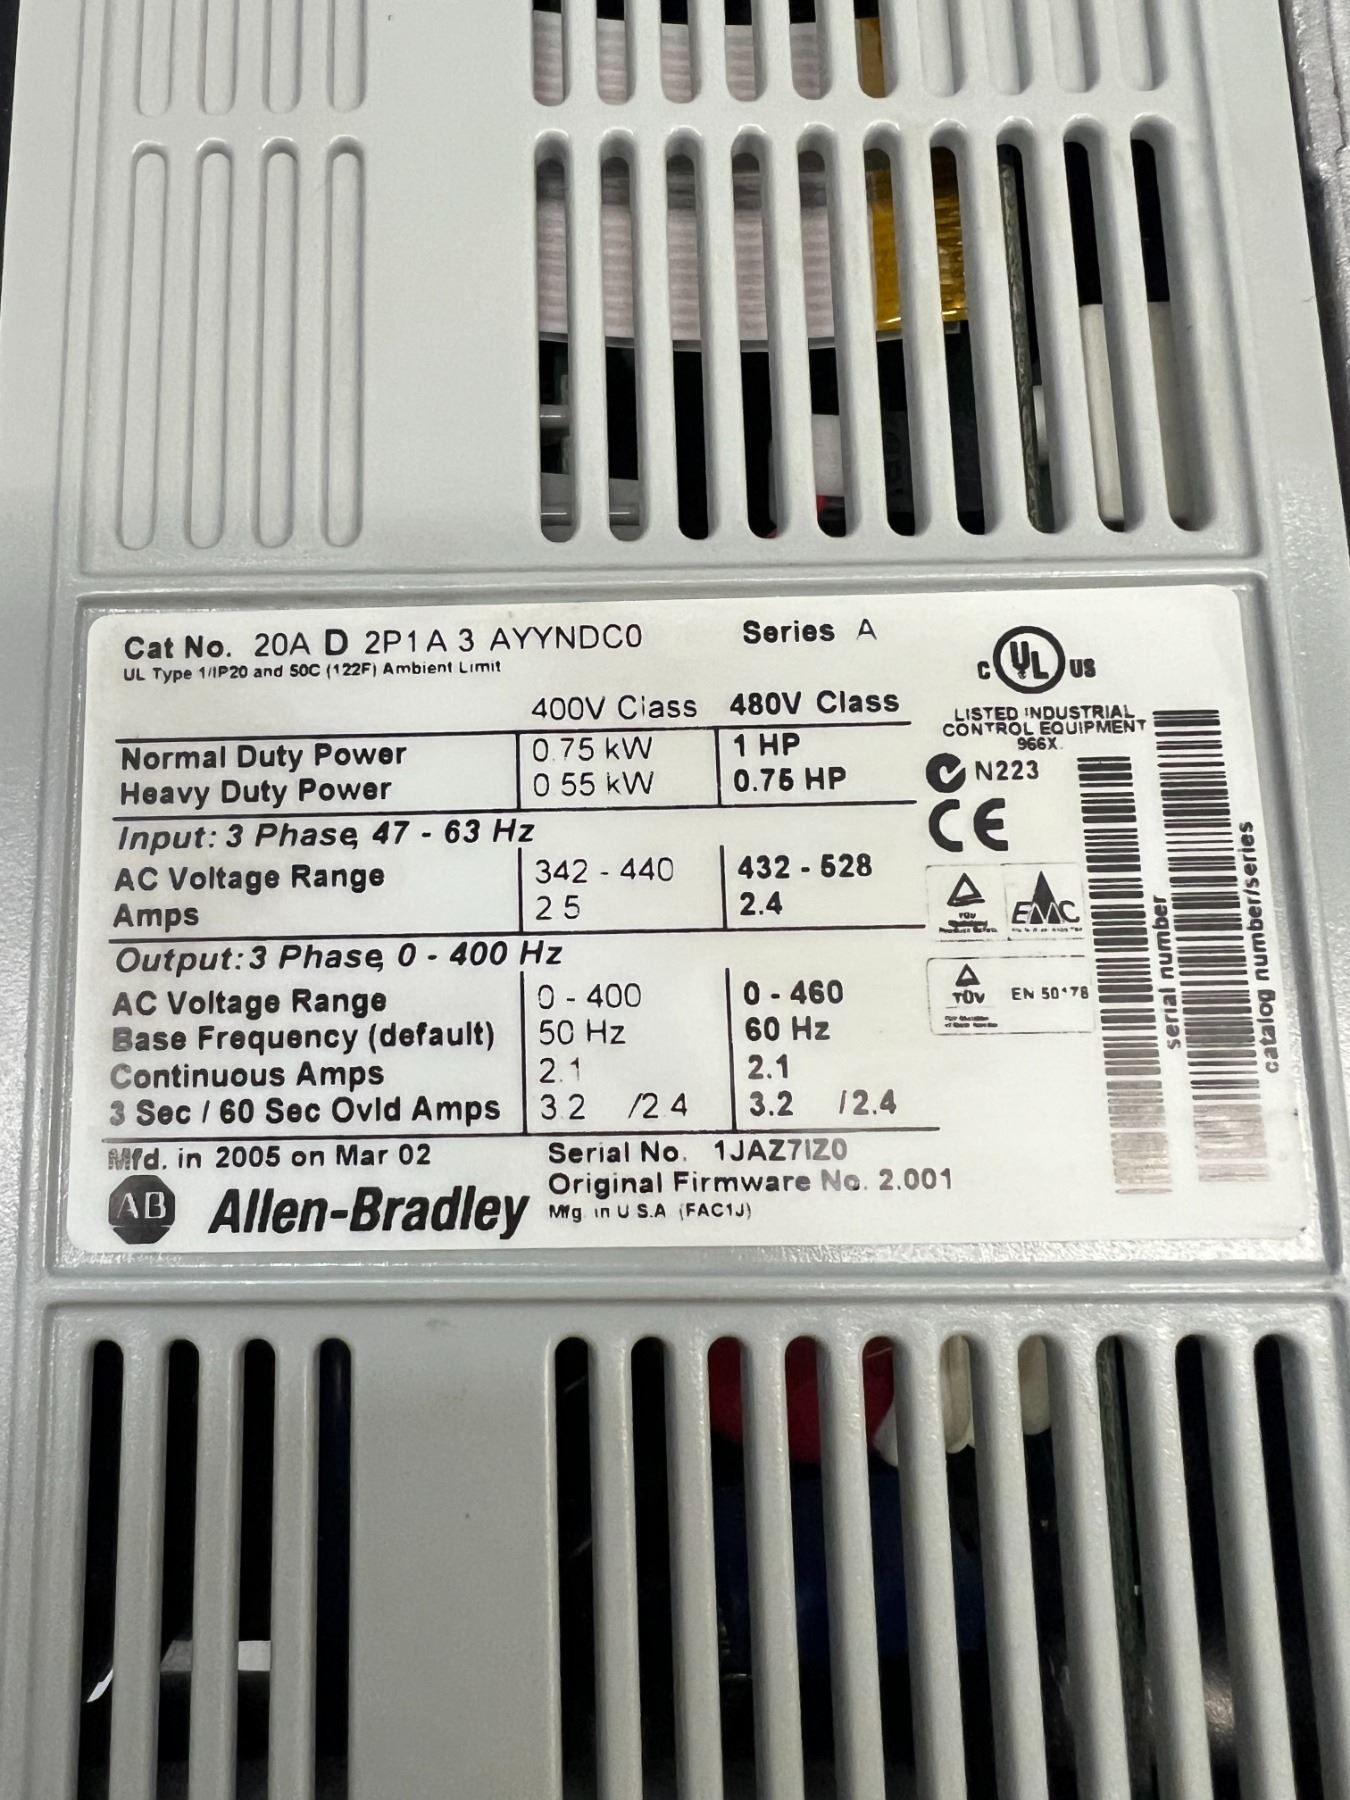 Cat No. 20A D 2P1 A 3 AYYNDC0 Series A
UL Type 1/IP20 and 50C (122F) Ambient Limit
400V Class 480V Class
Normal Duty Power 0.75 kW 1 HP
Heavy Duty Power 0.55 kW 0.75 HP
Input: 3 Phase, 47 - 63 Hz
AC Voltage Range 342 - 440 432 - 528
Amps 2.5 2.4
Output: 3 Phase, 0 - 400 Hz
AC Voltage Range 0 - 400 0 - 460
Base Frequency (default) 50 Hz 60 Hz
Continuous Amps 2.1 2.1
3 Sec / 60 Sec Ovld Amps 3.2 /2.4 3.2 /2.4
Mfd. in 2005 on Mar 02
Serial No. 1JAZ7IZ0
Original Firmware No. 2.001
Mfg. in U.S.A (FAC1J)
AB Allen-Bradley
C UL US
LISTED INDUSTRIAL
CONTROL EQUIPMENT
966X
N223
CE
EMC
TÜV EN 50178
serial number
catalog number/series